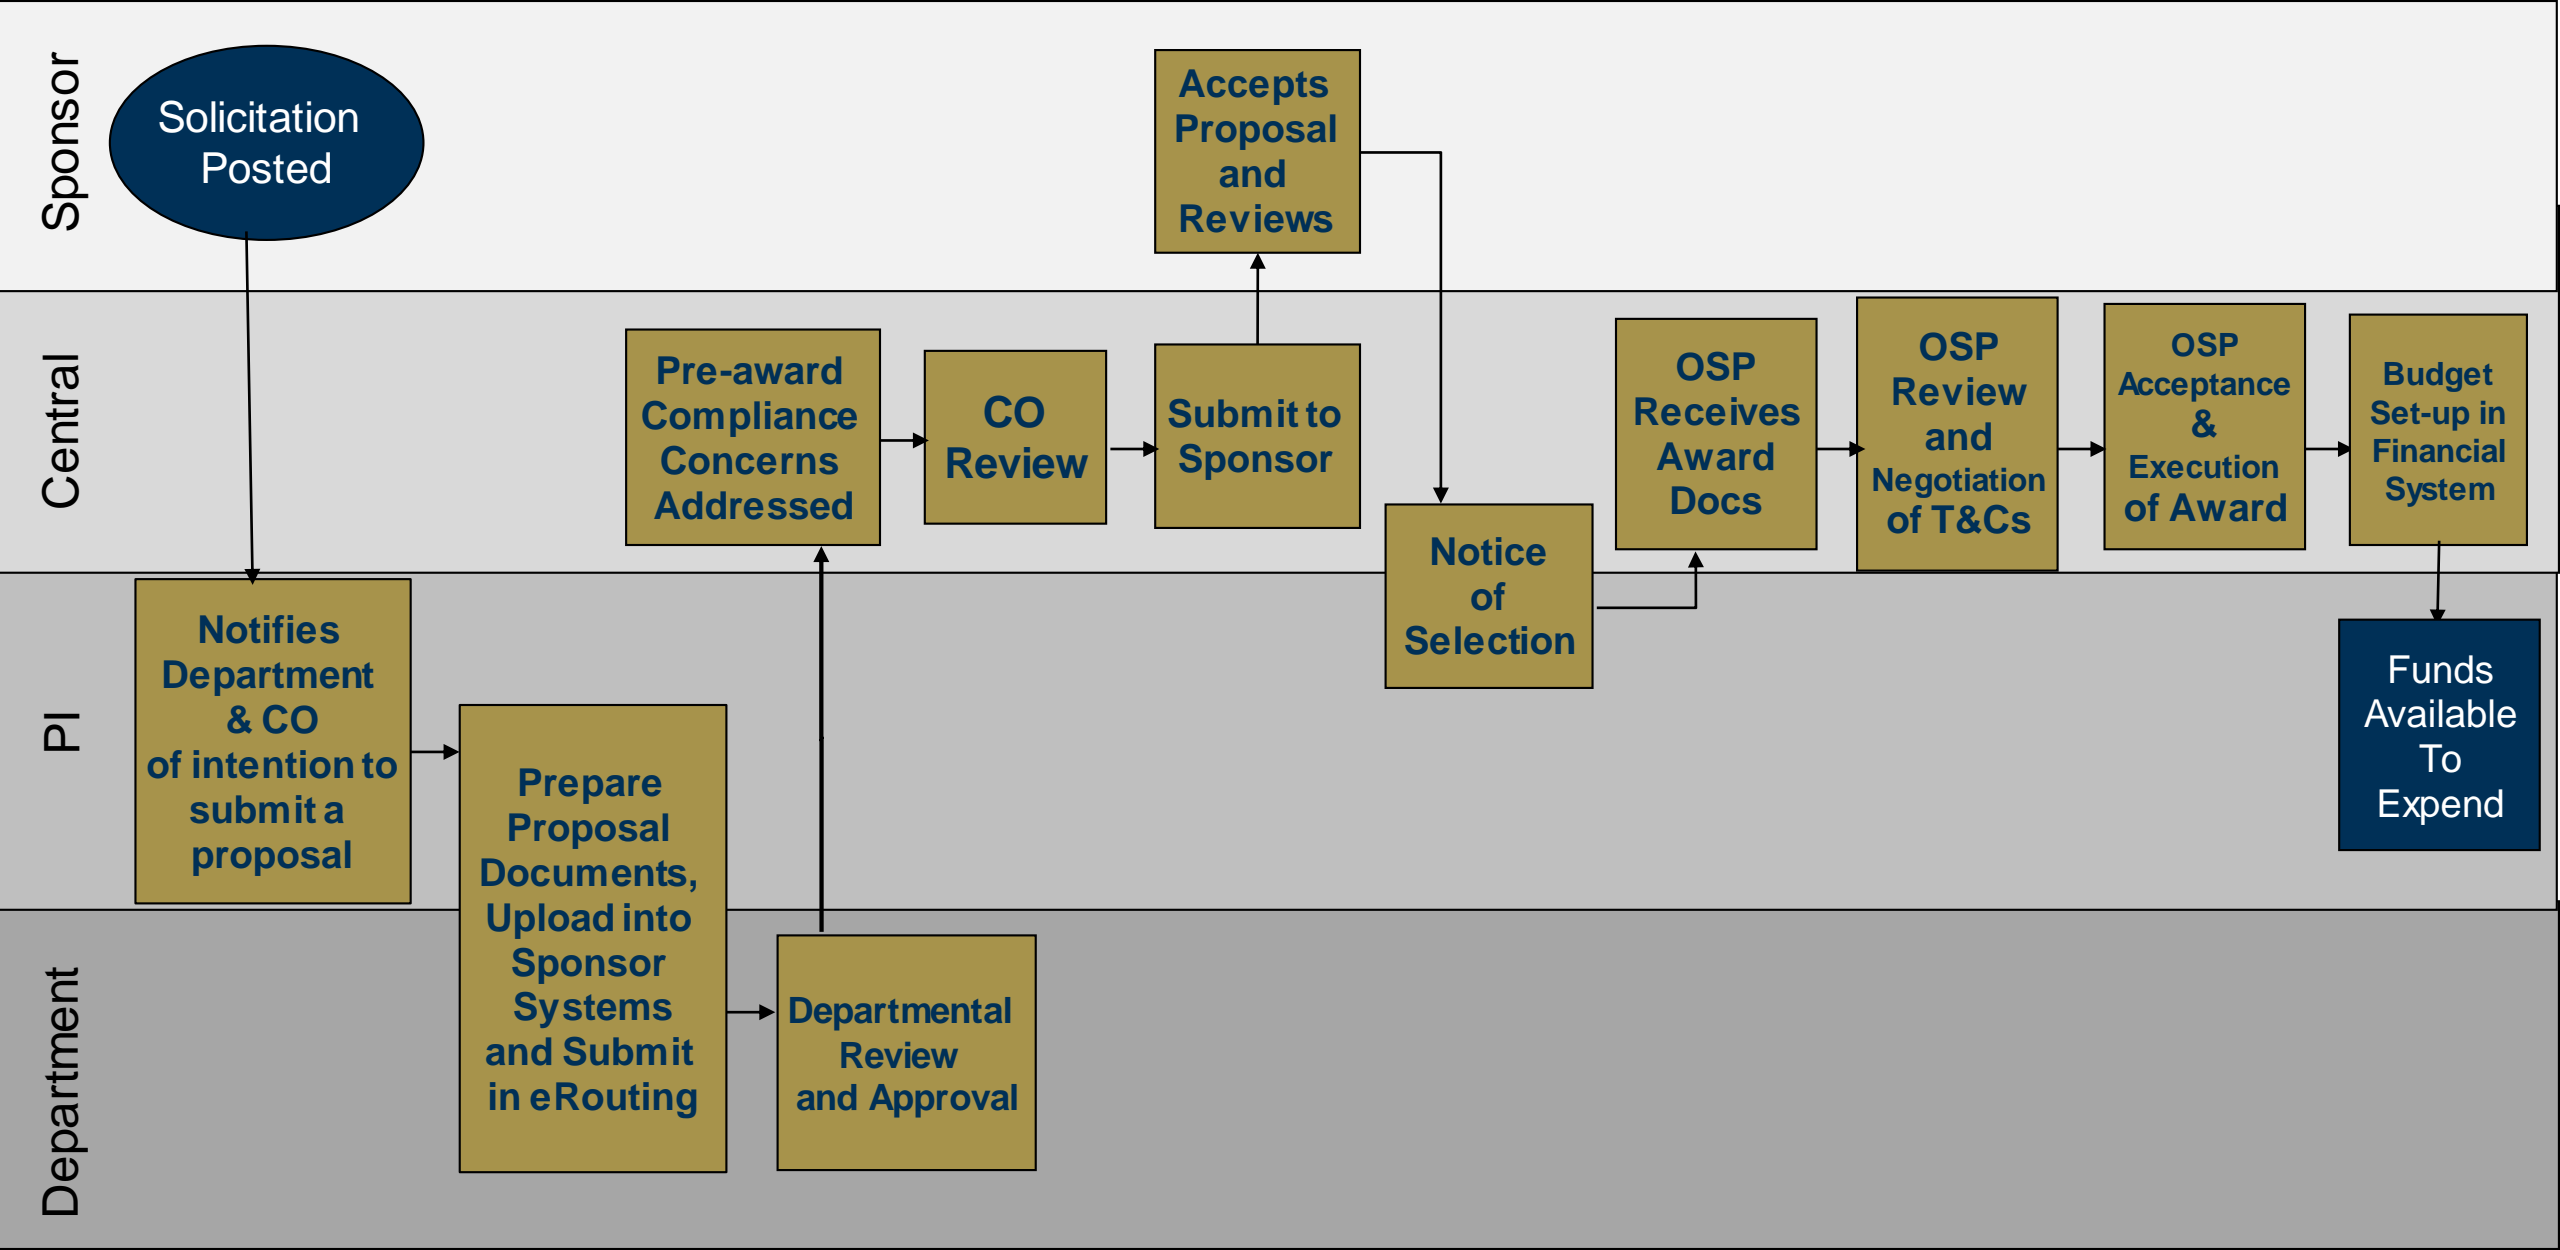 Sponsor
Solicitation
Posted
Accepts
Proposal
and
Reviews
Central
Pre-award
Compliance
Concerns
Addressed
CO
Review
Submit to
Sponsor
OSP
Receives
Award
Docs
OSP
Review
and
Negotiation
of T&Cs
OSP
Acceptance
&
Execution
of Award
Budget
Set-up in
Financial
System
PI
Notifies
Department
& CO
of intention to
submit a
proposal
Prepare
Proposal
Documents,
Upload into
Sponsor
Systems
and Submit
in eRouting
Notice
of
Selection
Funds
Available
To
Expend
Department
Departmental
Review
and Approval